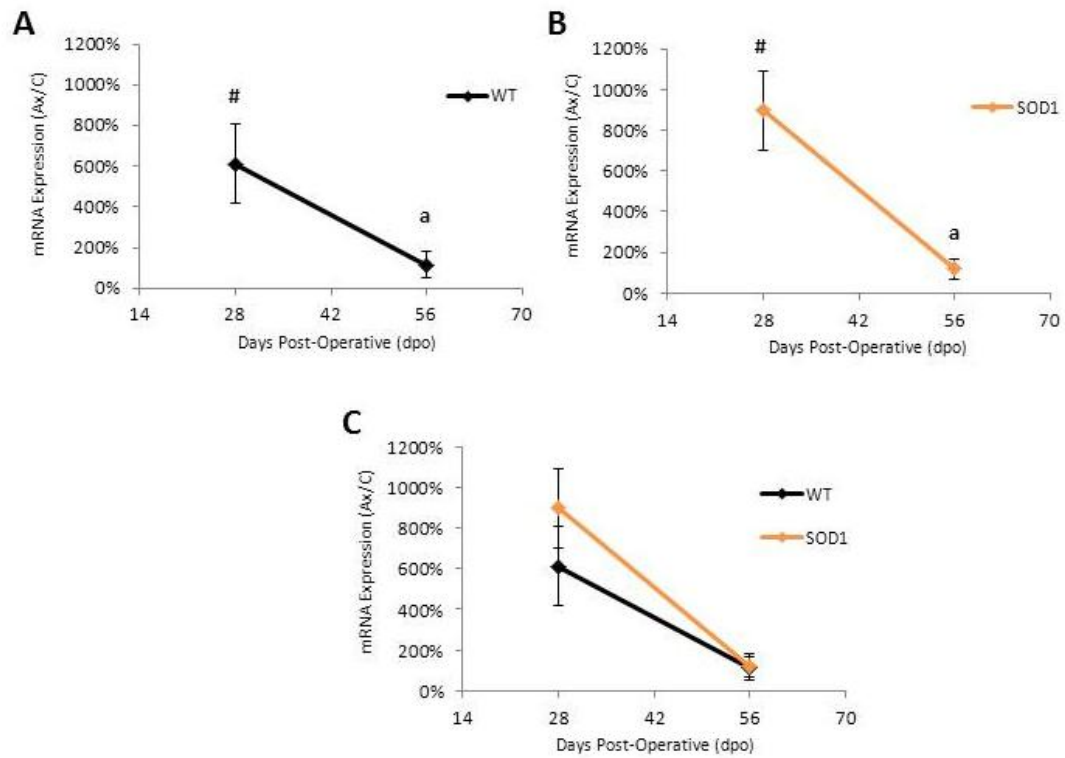 A
1200%
1000%
800%
600%
400%
200%
0%
mRNA Expression (Ax/C)
#
a
WT
14 28 42 56 70
Days Post-Operative (dpo)
B
1200%
1000%
800%
600%
400%
200%
0%
mRNA Expression (Ax/C)
#
a
SOD1
14 28 42 56 70
Days Post-Operative (dpo)
C
1200%
1000%
800%
600%
400%
200%
0%
mRNA Expression (Ax/C)
WT
SOD1
14 28 42 56 70
Days Post-Operative (dpo)